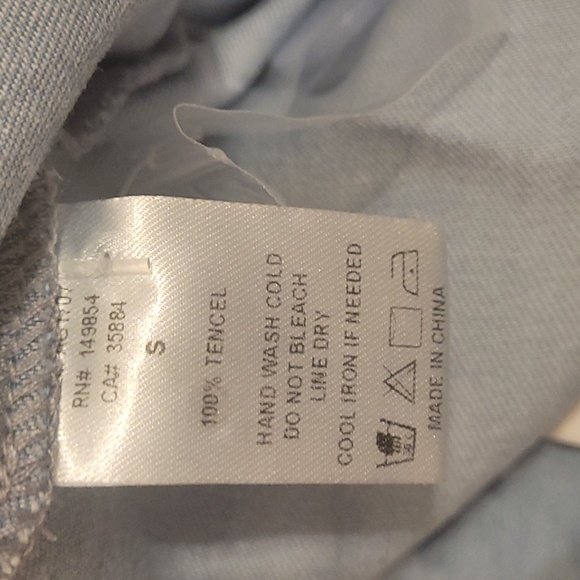 RN# 149854
CA# 35884
S
100% TENCEL
HAND WASH COLD
DO NOT BLEACH
LINE DRY
COOL IRON IF NEEDED
MADE IN CHINA